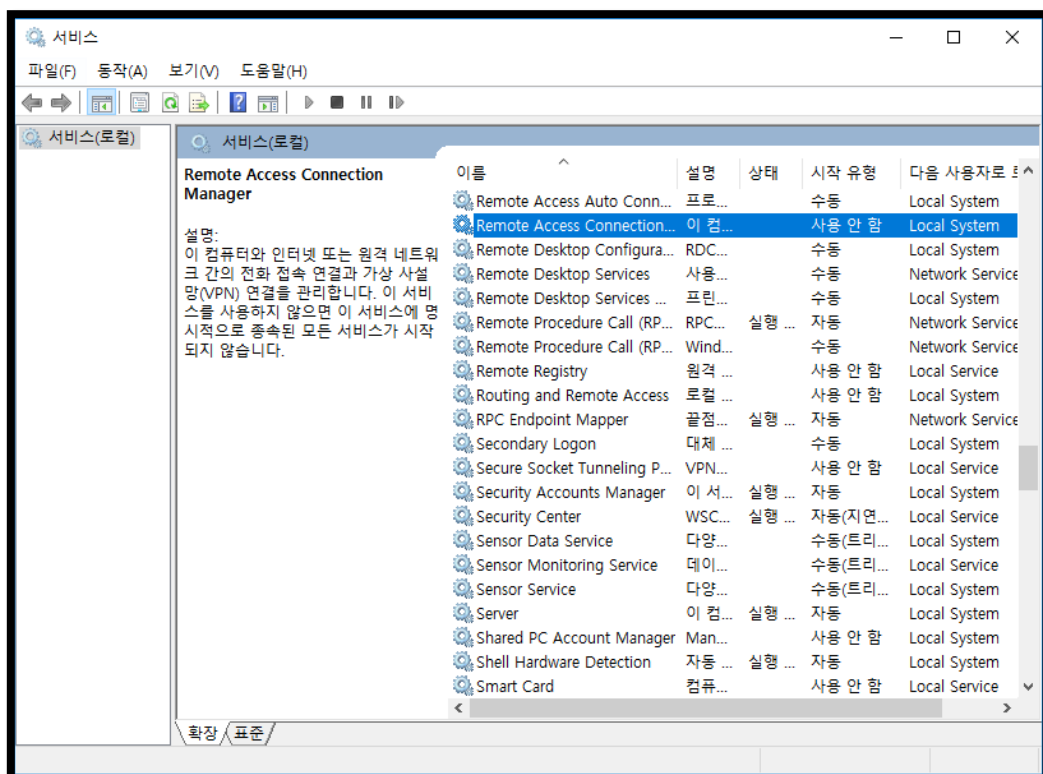 서비스
파일(F) 동작(A) 보기(V) 도움말(H)
서비스(로컬)
서비스(로컬)
Remote Access Connection
Manager
설명:
이 컴퓨터와 인터넷 또는 원격 네트워
크 간의 전화 접속 연결과 가상 사설
망(VPN) 연결을 관리합니다. 이 서비
스를 사용하지 않으면 이 서비스에 명
시적으로 종속된 모든 서비스가 시작
되지 않습니다.
이름 설명 상태 시작 유형 다음 사용자로
Remote Access Auto Conn... 프로... 수동 Local System
Remote Access Connection... 이 컴... 사용 안 함 Local System
Remote Desktop Configura... RDC... 수동 Local System
Remote Desktop Services 사용... 수동 Network Service
Remote Desktop Services ... 프린... 수동 Local System
Remote Procedure Call (RP... RPC... 실행 ... 자동 Network Service
Remote Procedure Call (RP... Wind... 수동 Network Service
Remote Registry 원격 ... 사용 안 함 Local Service
Routing and Remote Access 로컬 ... 사용 안 함 Local System
RPC Endpoint Mapper 끝점... 실행 ... 자동 Network Service
Secondary Logon 대체 ... 수동 Local System
Secure Socket Tunneling P... VPN... 사용 안 함 Local Service
Security Accounts Manager 이 서... 실행 ... 자동 Local System
Security Center WSC... 실행 ... 자동(지연... Local Service
Sensor Data Service 다양... 수동(트리... Local System
Sensor Monitoring Service 데이... 수동(트리... Local Service
Sensor Service 다양... 수동(트리... Local System
Server 이 컴... 실행 ... 자동 Local System
Shared PC Account Manager Man... 사용 안 함 Local System
Shell Hardware Detection 자동 ... 실행 ... 자동 Local System
Smart Card 컴퓨... 사용 안 함 Local Service
확장 표준